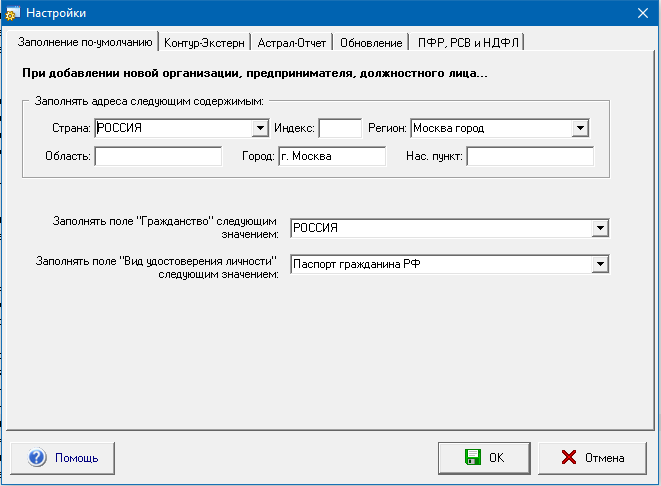 Настройки
Заполнение по-умолчанию Контур-Экстерн Астрал-Отчет Обновление ПФР, РСВ и НДФЛ
При добавлении новой организации, предпринимателя, должностного лица...
Заполнять адреса следующим содержимым:
Страна: РОССИЯ Индекс: Регион: Москва город
Область: Город: г. Москва Нас. пункт:
Заполнять поле "Гражданство" следующим
значением: РОССИЯ
Заполнять поле "Вид удостоверения личности"
следующим значением: Паспорт гражданина РФ
Помощь OK Отмена